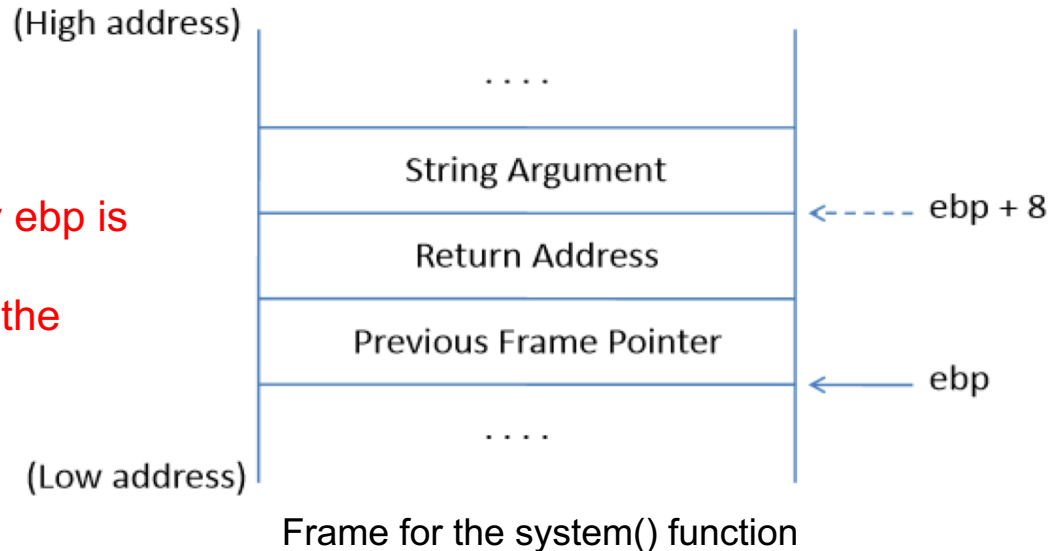 (High address)
. . . .
String Argument
ebp is
ebp + 8
Return Address
the
Previous Frame Pointer
ebp
. . . .
(Low address)
Frame for the system() function